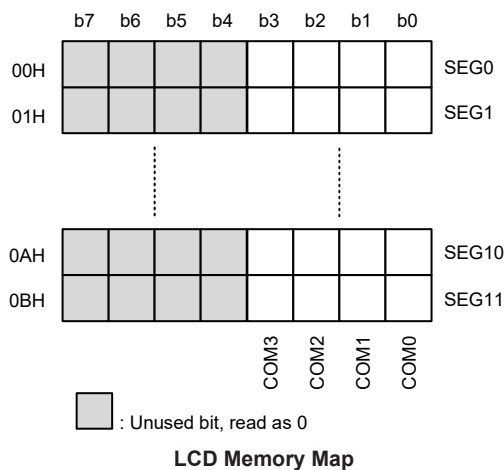 b7 b6 b5 b4 b3 b2 b1 b0
00H SEG0
01H SEG1
0AH SEG10
0BH SEG11
COM3 COM2 COM1 COM0
: Unused bit, read as 0
LCD Memory Map